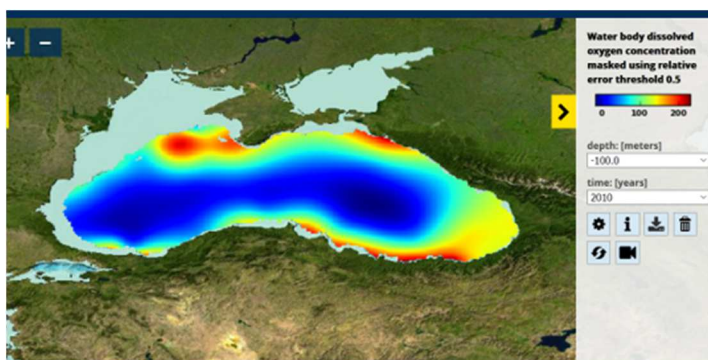 + −
Water body dissolved
oxygen concentration
masked using relative
error threshold 0.5
0 100 200
depth: [meters]
-100.0
time: [years]
2010